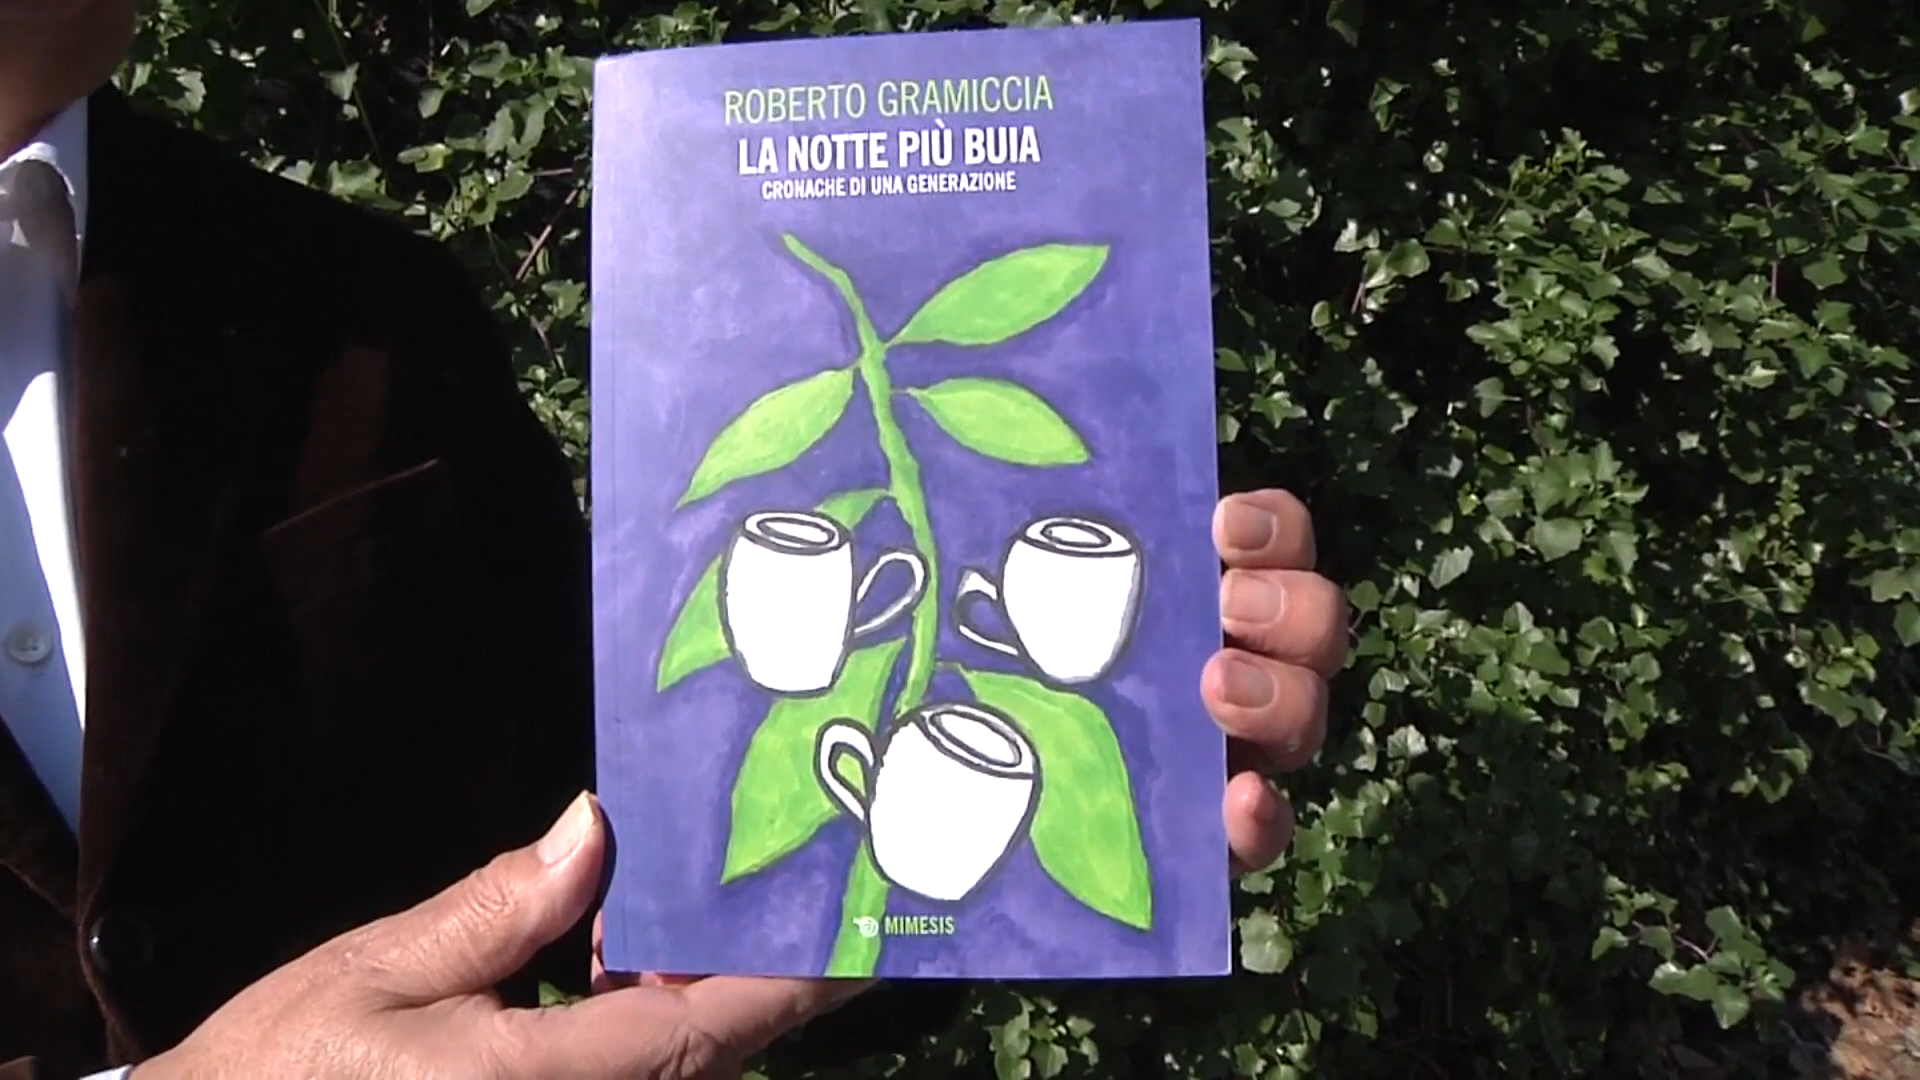 ROBERTO GRAMICCIA
LA NOTTE PIÙ BUIA
CRONACHE DI UNA GENERAZIONE
MIMESIS